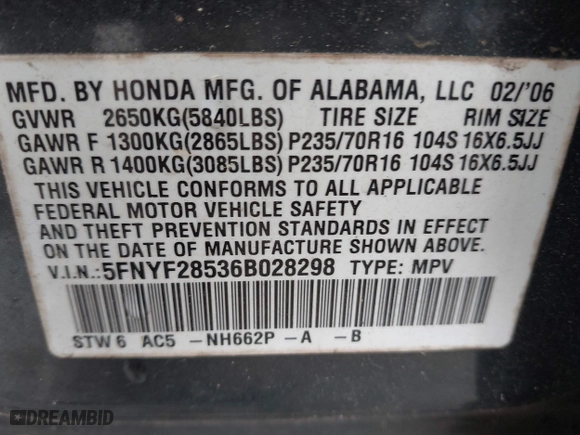 MFD. BY HONDA MFG. OF ALABAMA, LLC 02/'06
GVWR 2650KG(5840LBS) TIRE SIZE RIM SIZE
GAWR F 1300KG(2865LBS) P235/70R16 104S 16X6.5JJ
GAWR R 1400KG(3085LBS) P235/70R16 104S 16X6.5JJ
THIS VEHICLE CONFORMS TO ALL APPLICABLE
FEDERAL MOTOR VEHICLE SAFETY
AND THEFT PREVENTION STANDARDS IN EFFECT
ON THE DATE OF MANUFACTURE SHOWN ABOVE.
V.I.N.: 5FNYF28536B028298 TYPE: MPV
STW 6 AC5 -NH662P -A -B
DREAMBID